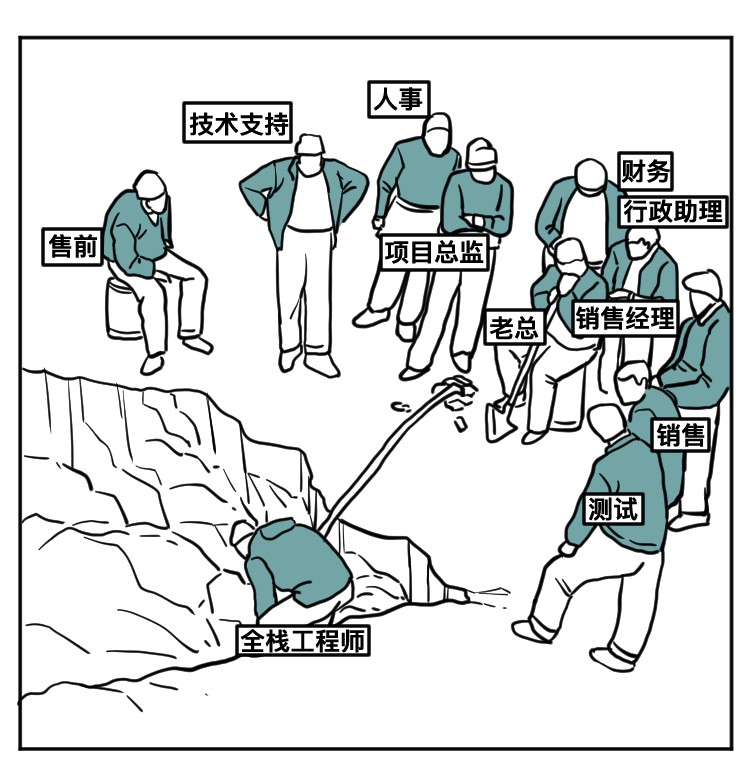 人事
技术支持
财务
行政助理
售前
项目总监
销售经理
老总
销售
测试
全栈工程师